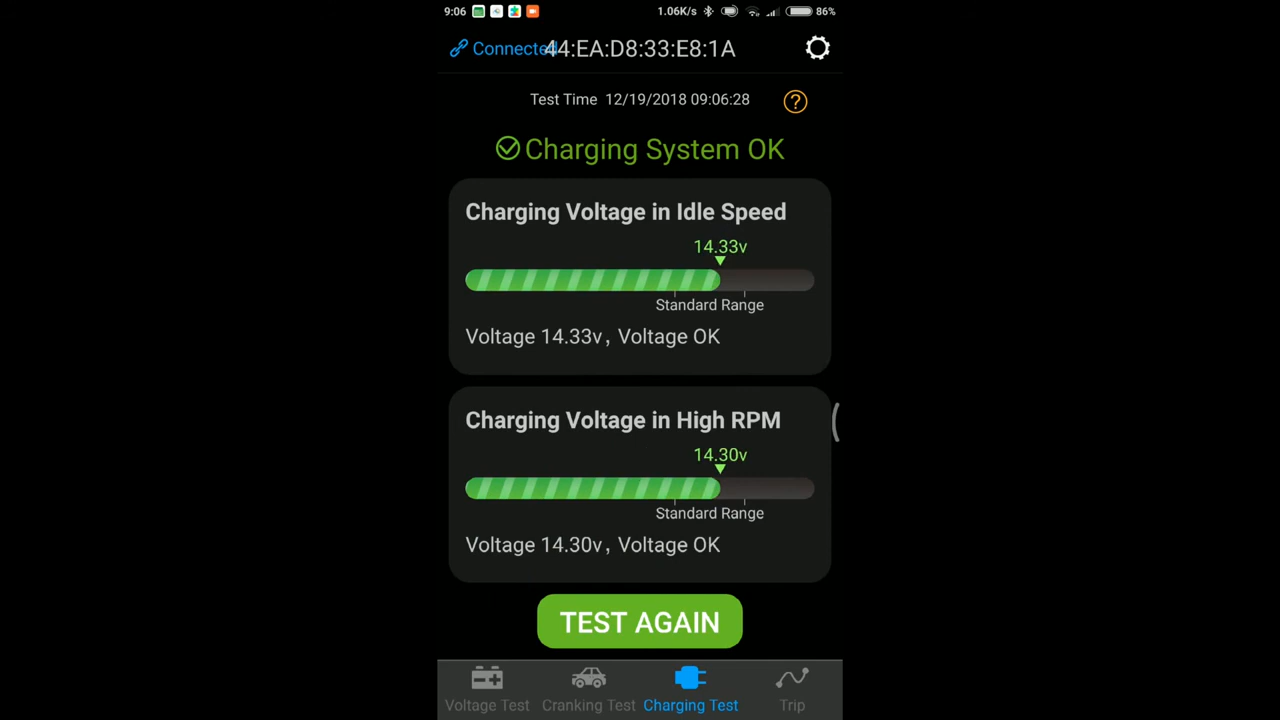 9:06 1.06K/s 86%
Connected 44:EA:D8:33:E8:1A
Test Time 12/19/2018 09:06:28 ?
Charging System OK
Charging Voltage in Idle Speed
14.33v
Standard Range
Voltage 14.33v, Voltage OK
Charging Voltage in High RPM
14.30v
Standard Range
Voltage 14.30v, Voltage OK
TEST AGAIN
Voltage Test Cranking Test Charging Test Trip